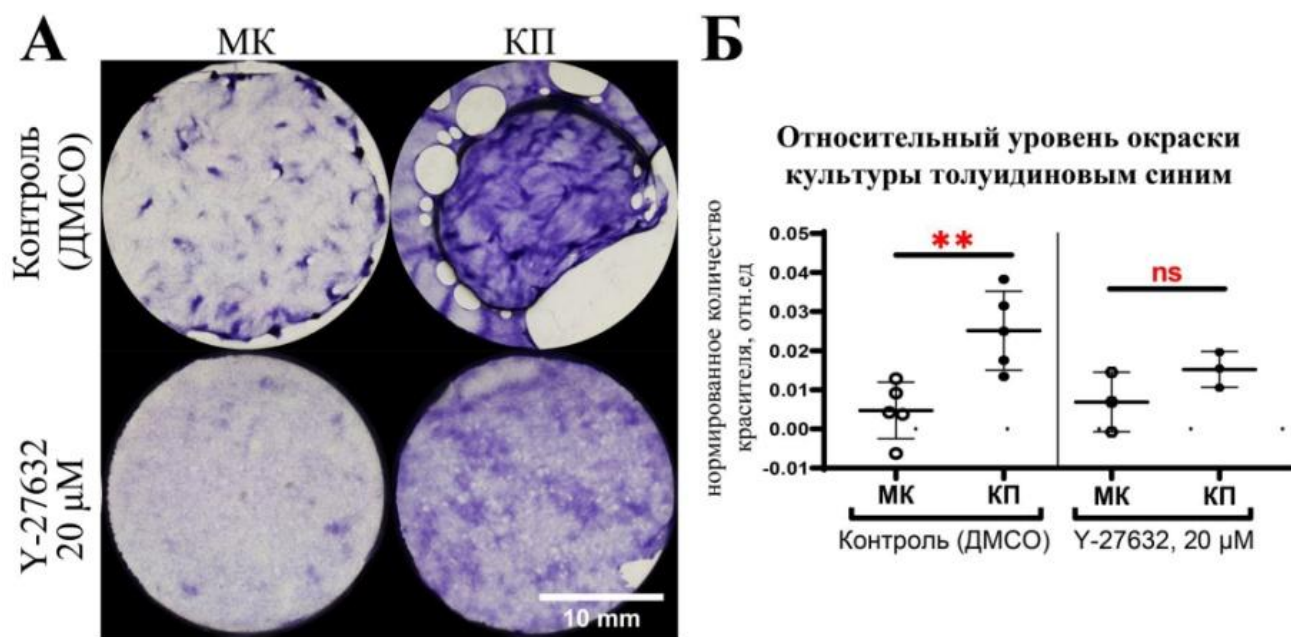 А
МК
КП
Контроль
(ДМСО)
Y-27632
20 µM
10 mm
Б
Относительный уровень окраски
культуры толуидиновым синим
нормированное количество
красителя, отн.ед
0.05
0.04
0.03
0.02
0.01
0.00
-0.01
**
ns
МК
КП
МК
КП
Контроль (ДМСО)
Y-27632, 20 µM